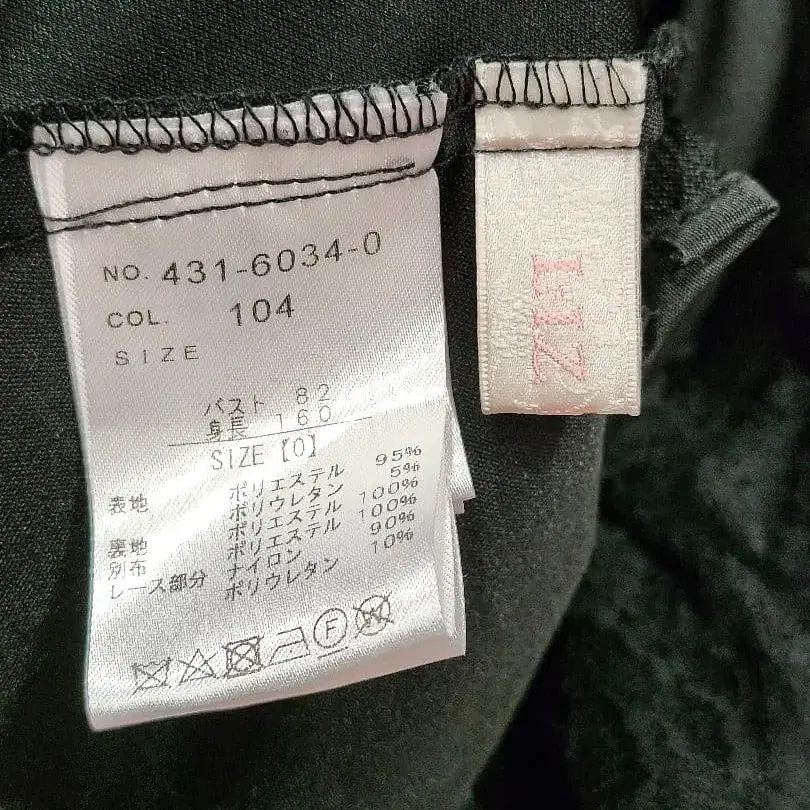 NO. 431-6034-0
COL. 104
SIZE
バスト 82
身長 160
SIZE【0】
表地 ポリエステル 95%
ポリウレタン 5%
裏地 ポリエステル 100%
別布 ポリエステル 100%
レース部分 ナイロン 90%
ポリウレタン 10%
F
W
LIZ